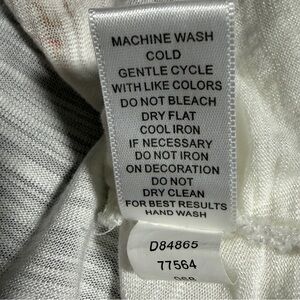 MACHINE WASH
COLD
GENTLE CYCLE
WITH LIKE COLORS
DO NOT BLEACH
DRY FLAT
COOL IRON
IF NECESSARY
DO NOT IRON
ON DECORATION
DO NOT
DRY CLEAN
FOR BEST RESULTS
HAND WASH
D84865
77564